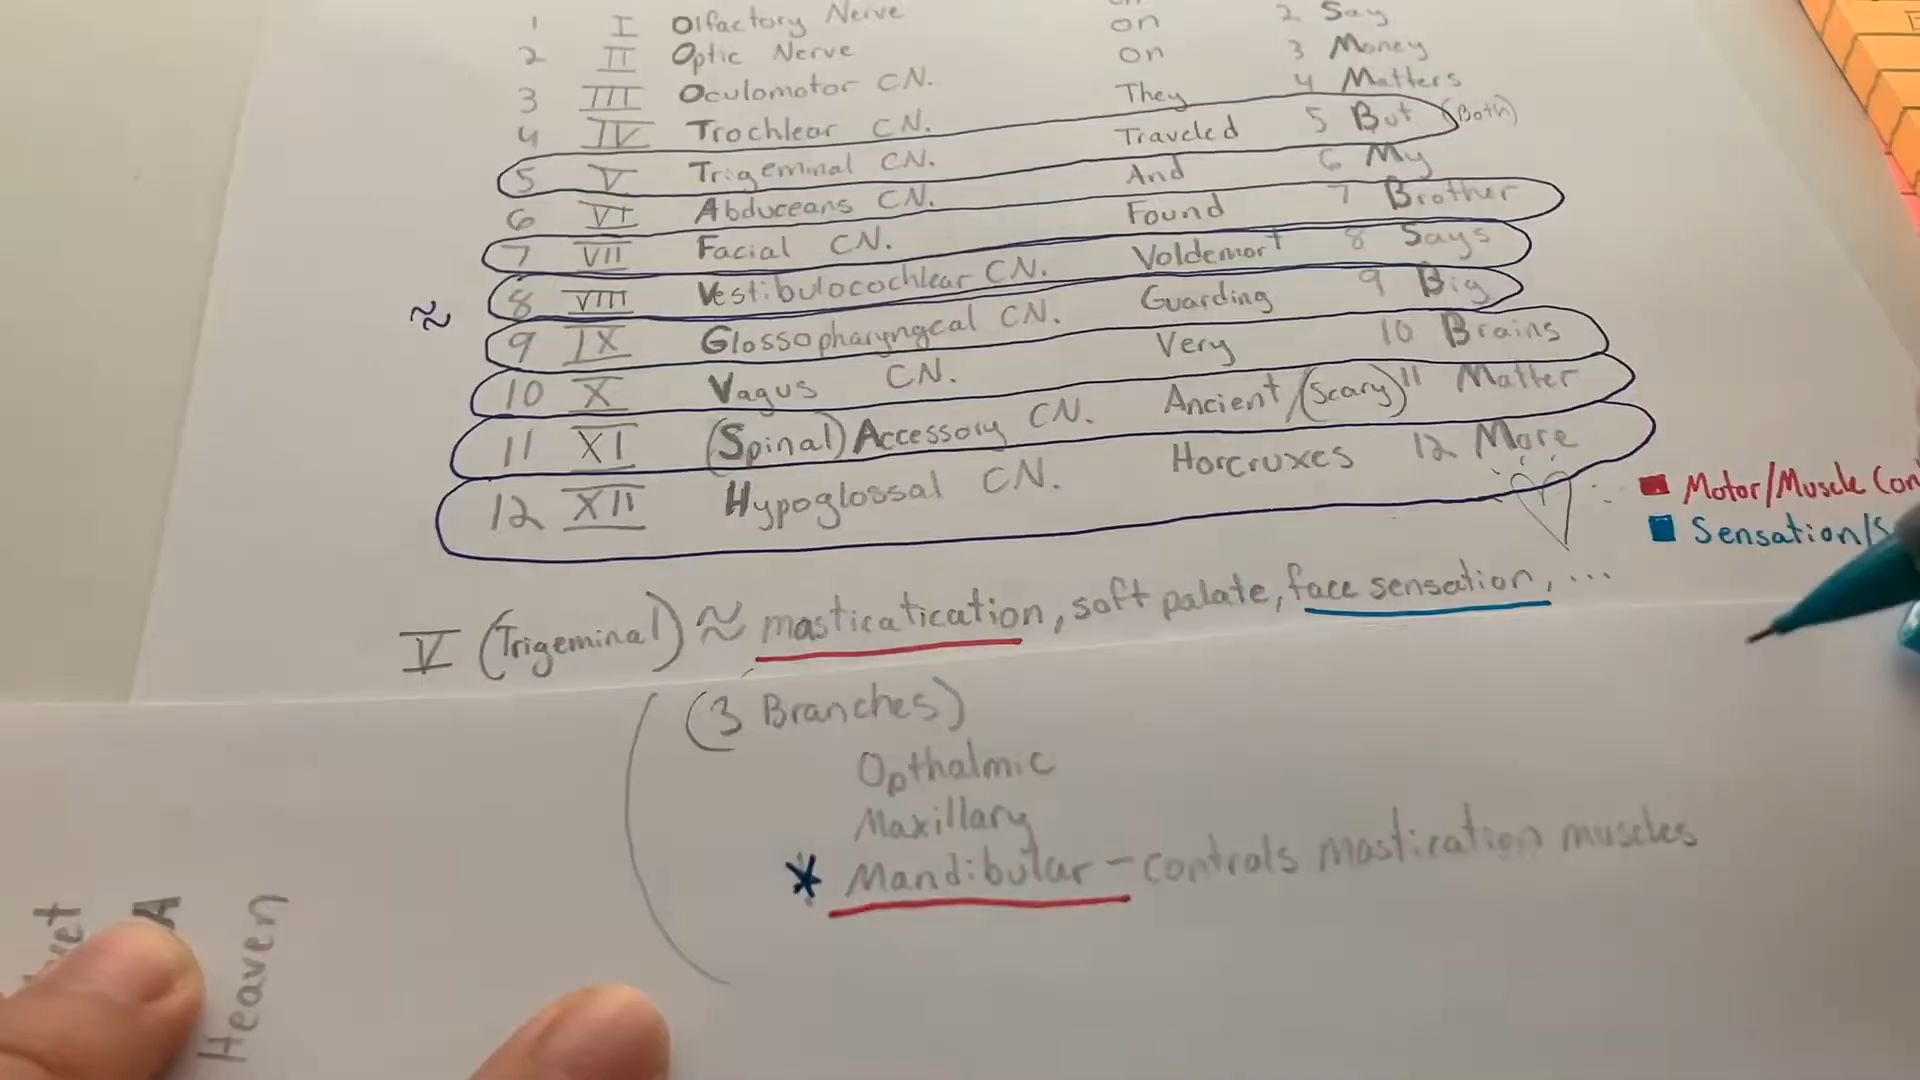 1 I Olfactory Nerve on 2 Say
2 II Optic Nerve on 3 Money
3 III Oculomotor CN. They 4 Matters
4 IV Trochlear CN. Traveled 5 But (Both)
5 V Trigeminal CN. And 6 My
6 VI Abduceans CN. Found 7 Brother
7 VII Facial CN. Voldemort 8 Says
≈ 8 VIII Vestibulocochlear CN. Guarding 9 Big
9 IX Glossopharyngeal CN. Very 10 Brains
10 X Vagus CN. Ancient/(Scary) 11 Matter
11 XI (Spinal) Accessory CN. Horcruxes 12 More
12 XII Hypoglossal CN.
Motor/Muscle
Sensation/
V (Trigeminal) ≈ masticatication, soft palate, face sensation, ...
(3 Branches)
Opthalmic
Maxillary
* Mandibular - controls mastication muscles
A
Heaven